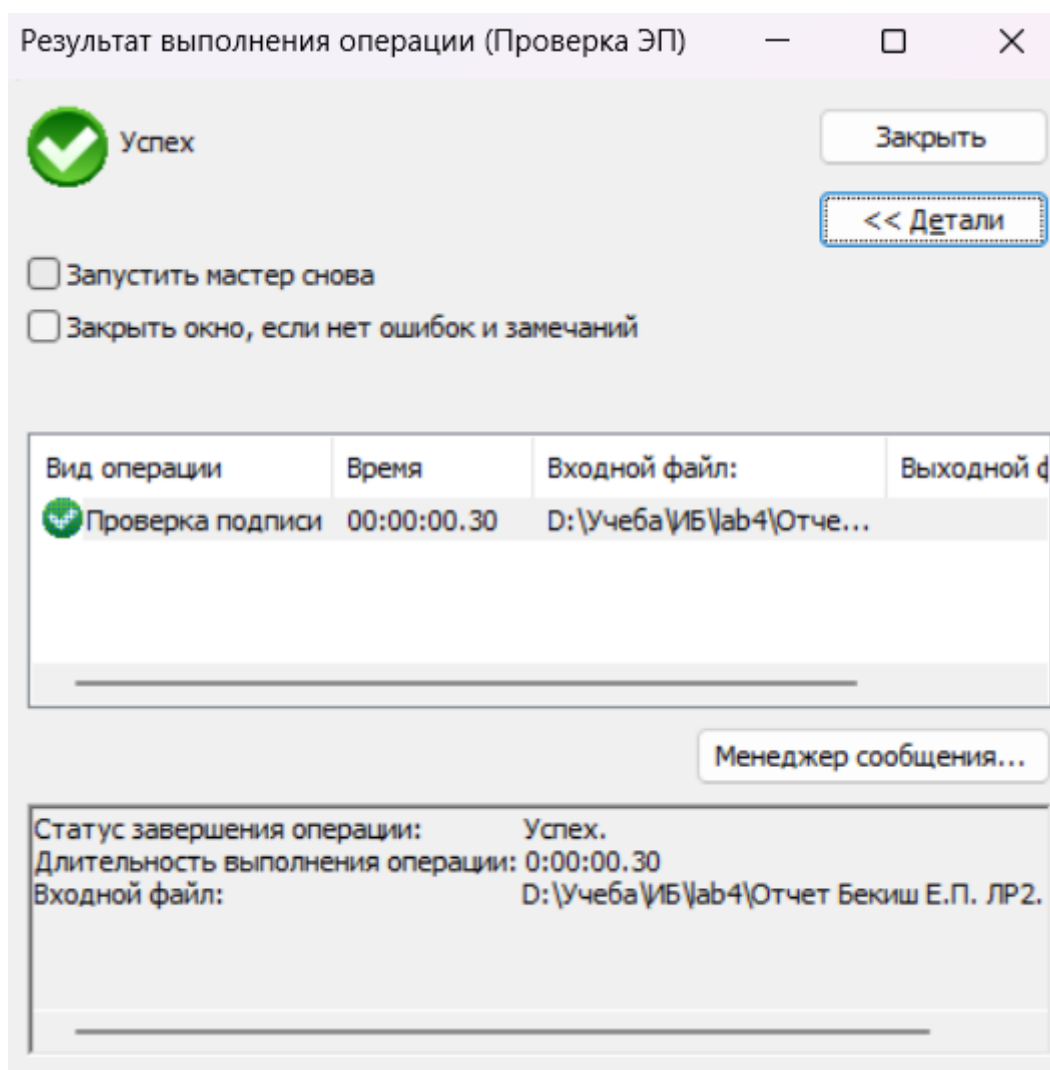 Результат выполнения операции (Проверка ЭП)
Успех
Закрыть
<< Детали
Запустить мастер снова
Закрыть окно, если нет ошибок и замечаний
Вид операции Время Входной файл: Выходной ф
Проверка подписи 00:00:00.30 D:\Учеба\ИБ\lab4\Отче...
Менеджер сообщения...
Статус завершения операции: Успех.
Длительность выполнения операции: 0:00:00.30
Входной файл: D:\Учеба\ИБ\lab4\Отчет Бекиш Е.П. ЛР2.